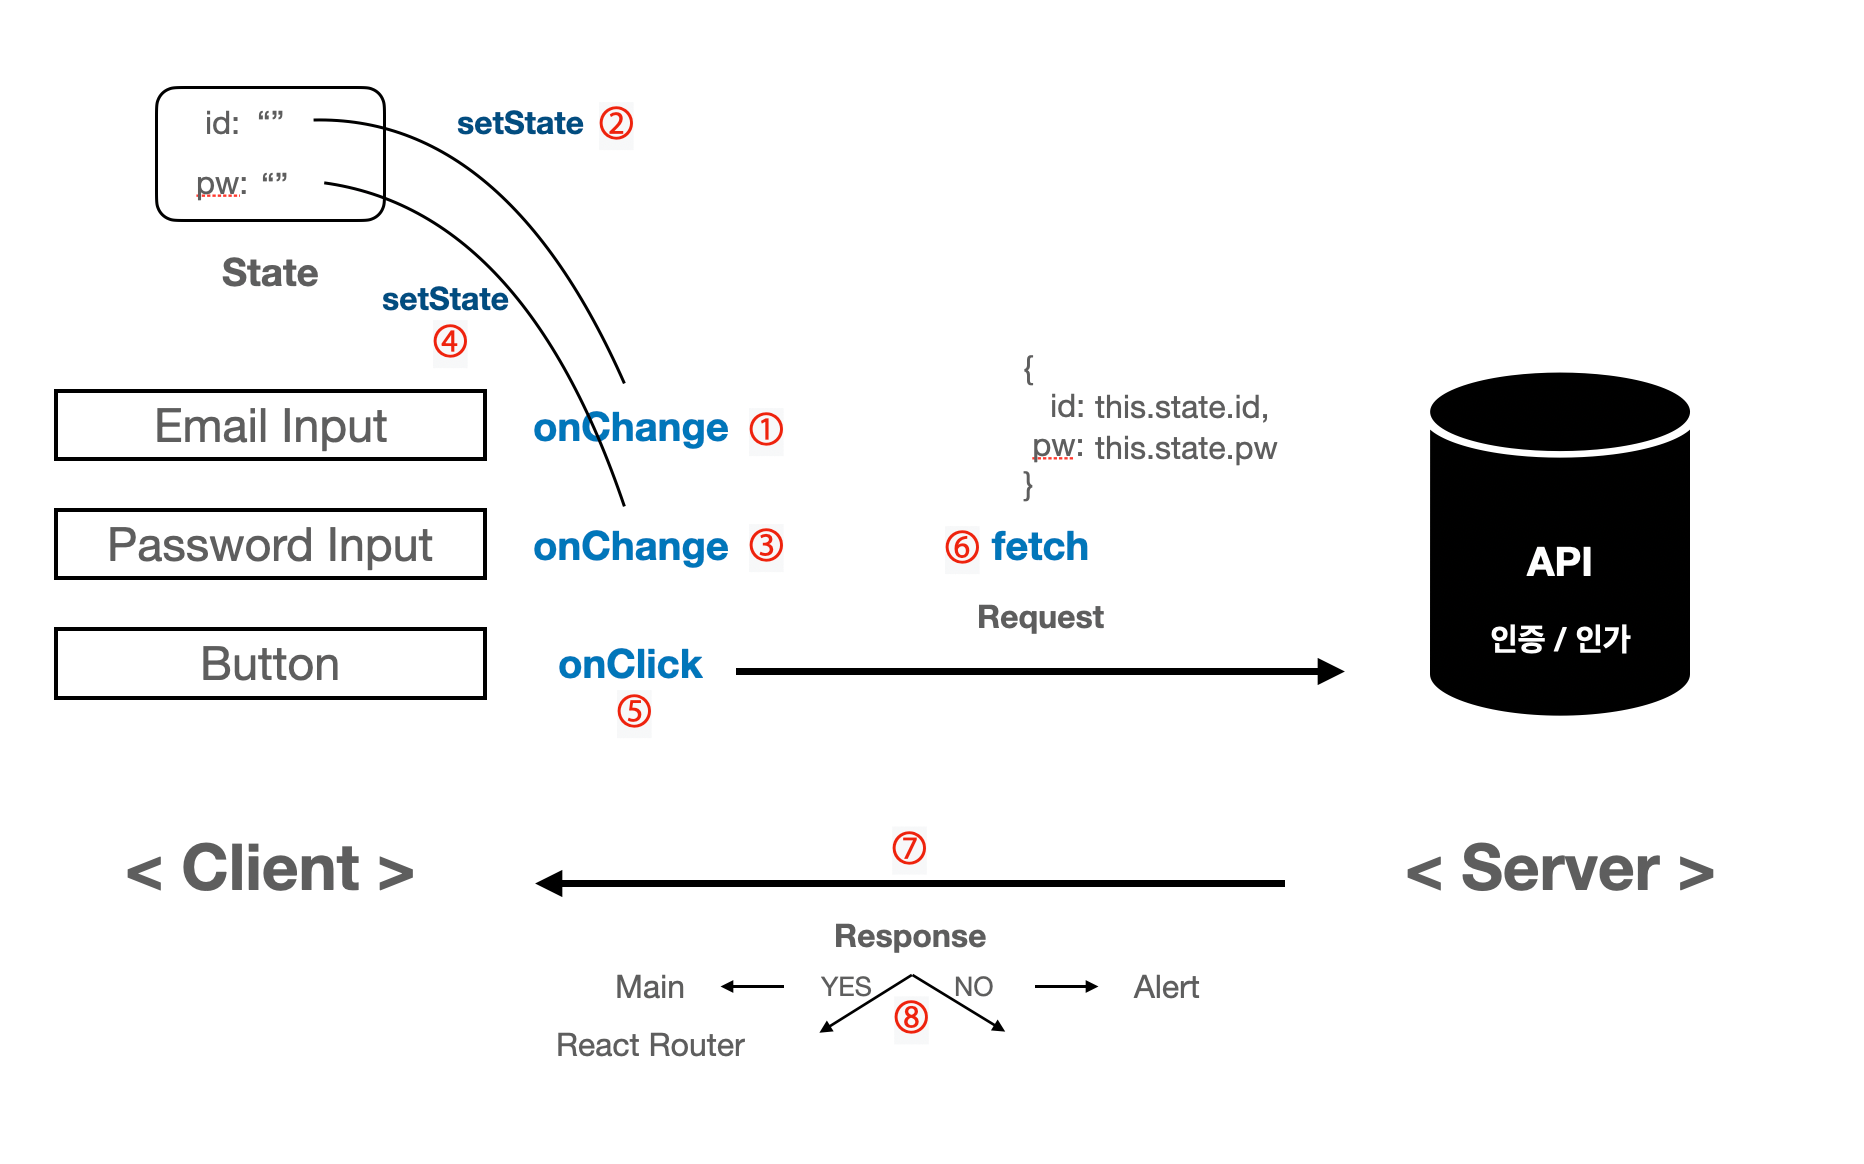 id: “”
setState ②
pw: “”
State
setState
④
{
id: this.state.id,
pw: this.state.pw
}
Email Input
onChange ①
Password Input
onChange ③
⑥ fetch
Request
Button
onClick
⑤
API
인증 / 인가
< Client >
< Server >
⑦
Response
Main
YES
NO
Alert
⑧
React Router